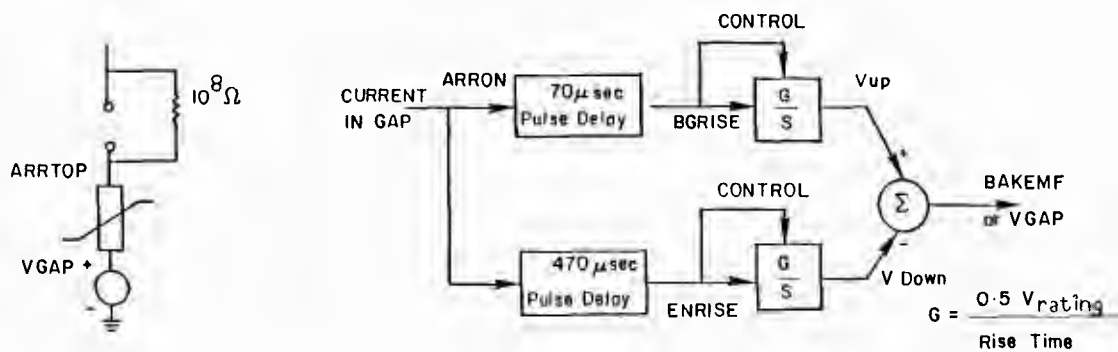 10⁸Ω
ARRTOP
VGAP +
-
CURRENT
IN GAP
ARRON
70μsec
Pulse Delay
BGRISE
CONTROL
G
S
Vup
+
470μsec
Pulse Delay
ENRISE
CONTROL
G
S
V Down
-
Σ
BAKEMF
or VGAP
G = 0.5 Vrating
Rise Time